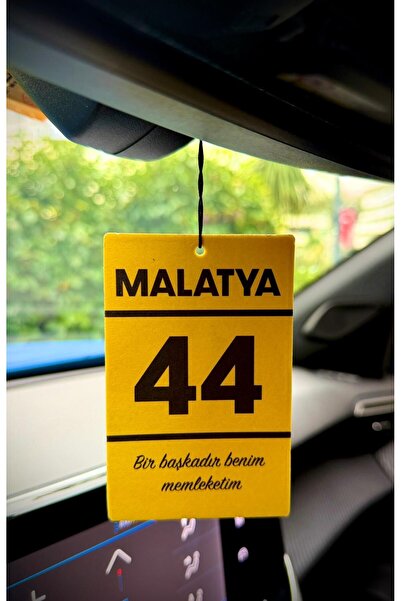 MALATYA
44
Bir başkadır benim
memleketim